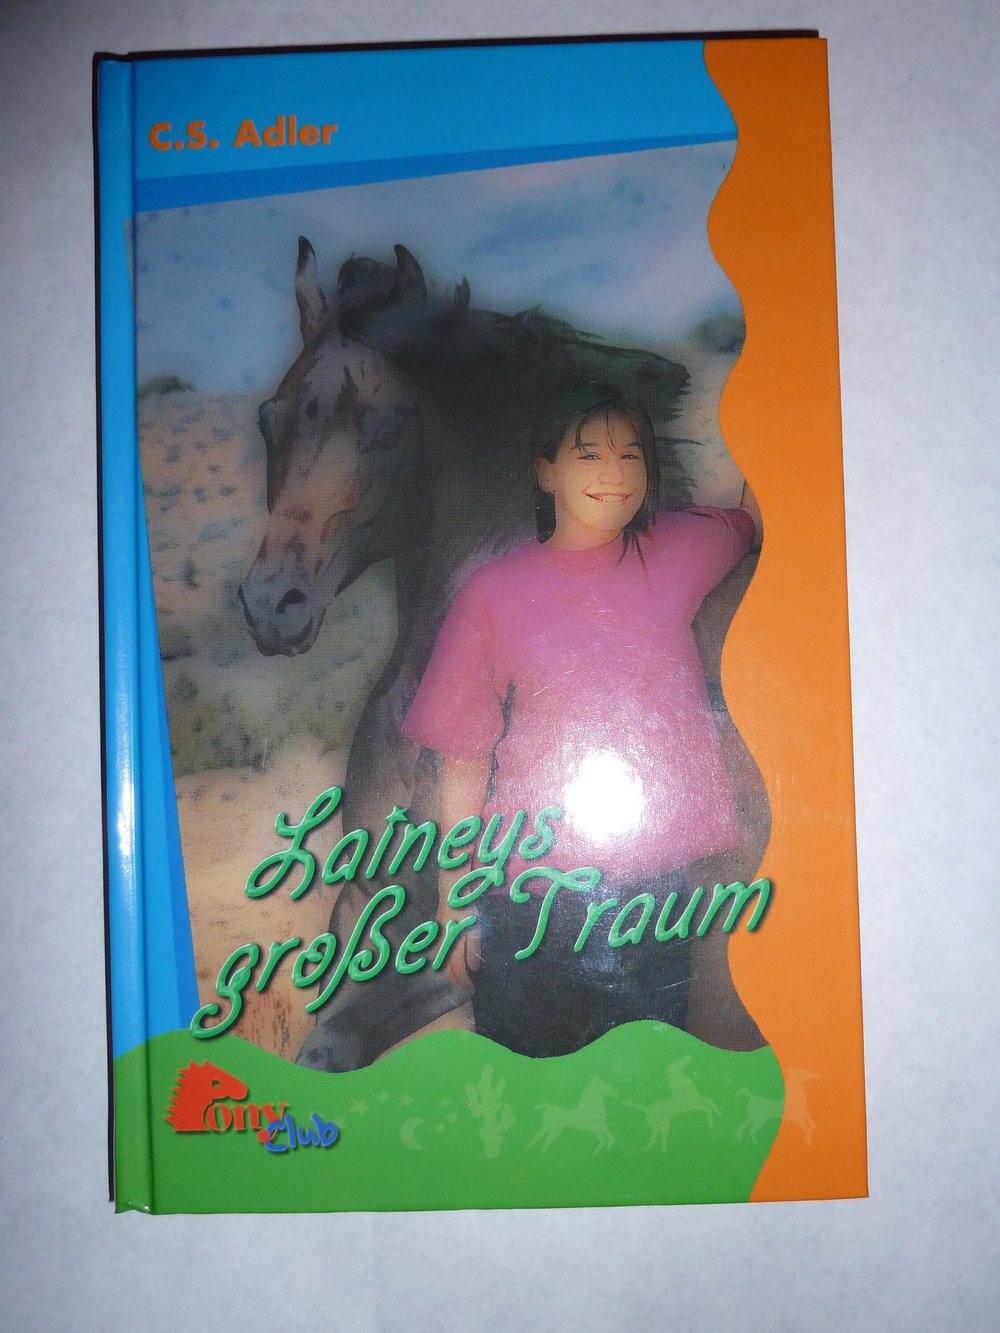 C.S. Adler
Laineys
großer Traum
Pony
Club